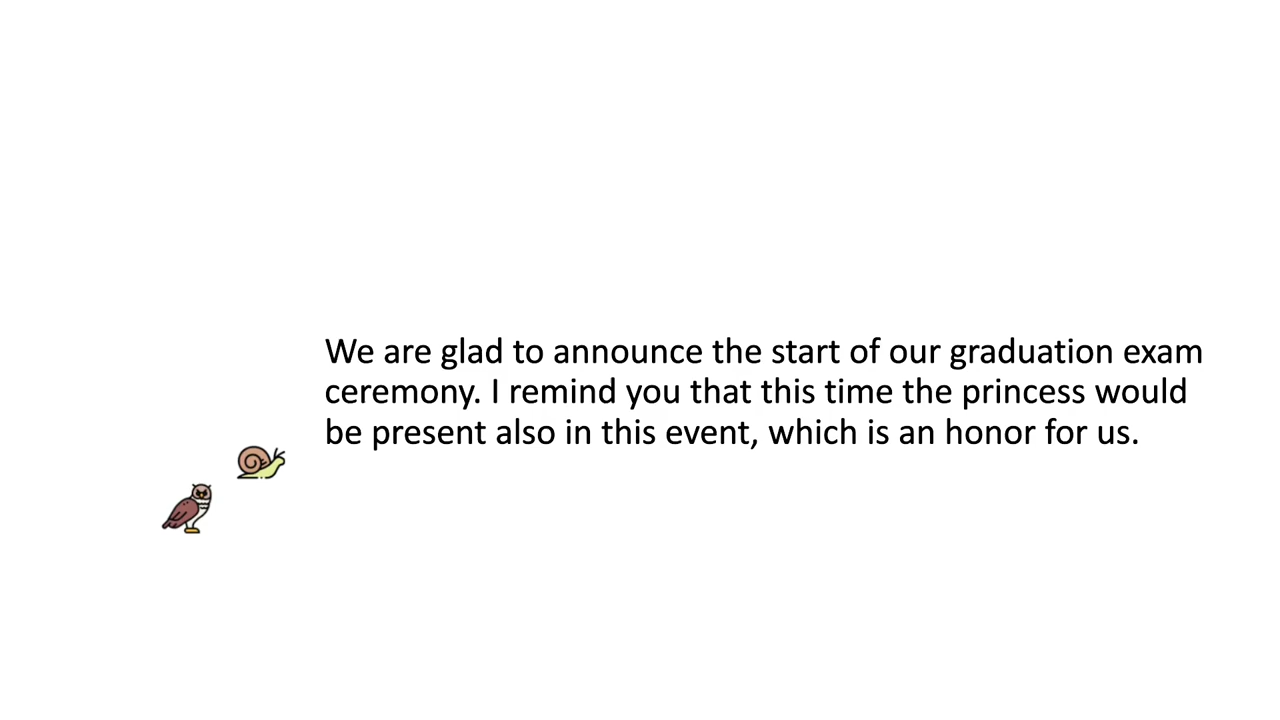 We are glad to announce the start of our graduation exam
ceremony. I remind you that this time the princess would
be present also in this event, which is an honor for us.